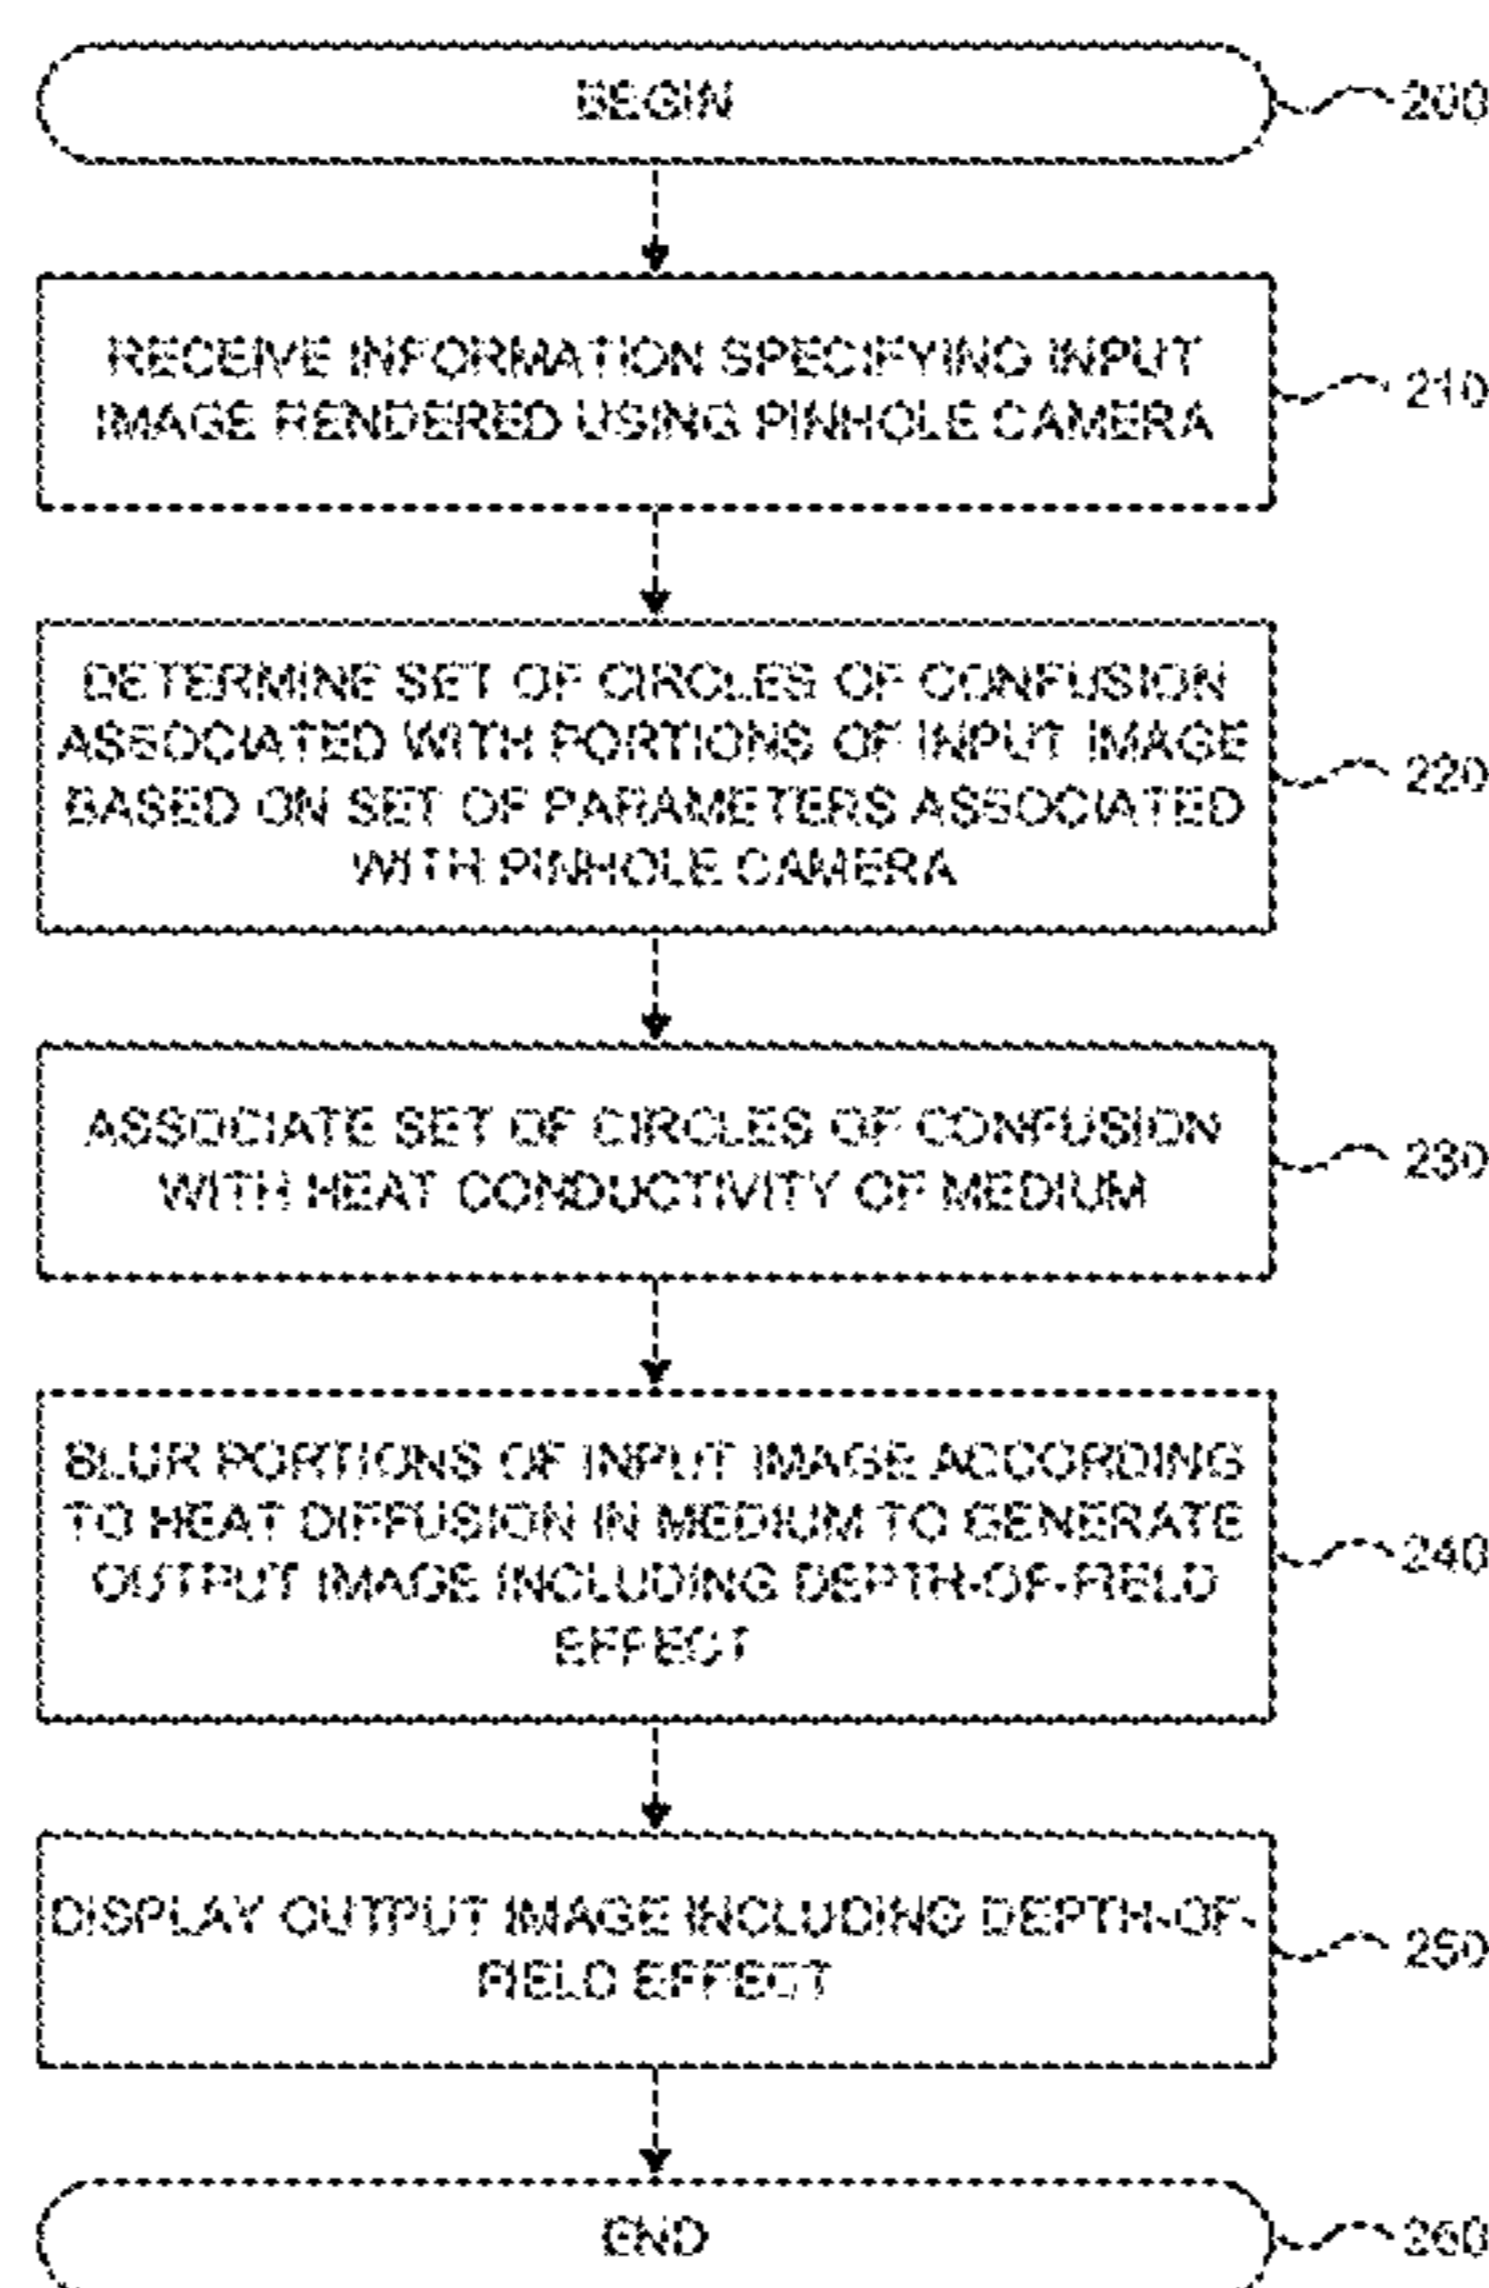 BEGIN
200
RECEIVE INFORMATION SPECIFYING INPUT
IMAGE RENDERED USING PINHOLE CAMERA
210
DETERMINE SET OF CIRCLES OF CONFUSION
ASSOCIATED WITH PORTIONS OF INPUT IMAGE
BASED ON SET OF PARAMETERS ASSOCIATED
WITH PINHOLE CAMERA
220
ASSOCIATE SET OF CIRCLES OF CONFUSION
WITH HEAT CONDUCTIVITY OF MEDIUM
230
BLUR PORTIONS OF INPUT IMAGE ACCORDING
TO HEAT DIFFUSION IN MEDIUM TO GENERATE
OUTPUT IMAGE INCLUDING DEPTH-OF-FIELD
EFFECT
240
DISPLAY OUTPUT IMAGE INCLUDING DEPTH-OF-
FIELD EFFECT
250
END
260